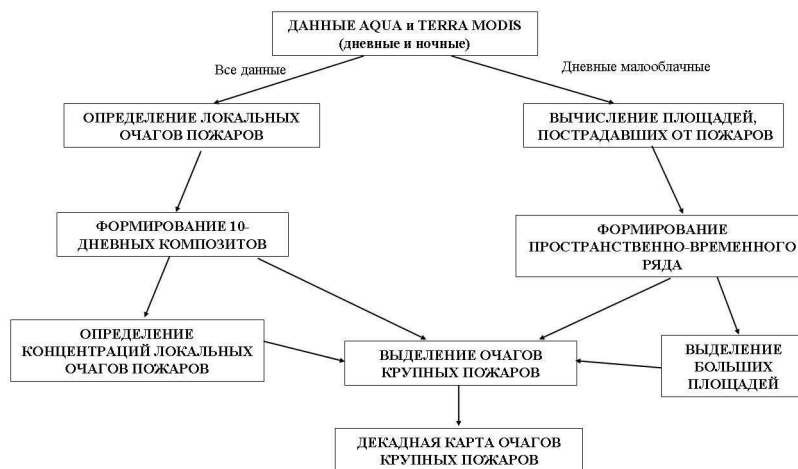 ДАННЫЕ AQUA и TERRA MODIS
(дневные и ночные)
Все данные
Дневные малооблачные
ОПРЕДЕЛЕНИЕ ЛОКАЛЬНЫХ
ОЧАГОВ ПОЖАРОВ
ВЫЧИСЛЕНИЕ ПЛОЩАДЕЙ,
ПОСТРАДАВШИХ ОТ ПОЖАРОВ
ФОРМИРОВАНИЕ 10-
ДНЕВНЫХ КОМПОЗИТОВ
ФОРМИРОВАНИЕ
ПРОСТРАНСТВЕННО-ВРЕМЕННОГО
РЯДА
ОПРЕДЕЛЕНИЕ
КОНЦЕНТРАЦИЙ ЛОКАЛЬНЫХ
ОЧАГОВ ПОЖАРОВ
ВЫДЕЛЕНИЕ ОЧАГОВ
КРУПНЫХ ПОЖАРОВ
ВЫДЕЛЕНИЕ
БОЛЬШИХ
ПЛОЩАДЕЙ
ДЕКАДНАЯ КАРТА ОЧАГОВ
КРУПНЫХ ПОЖАРОВ